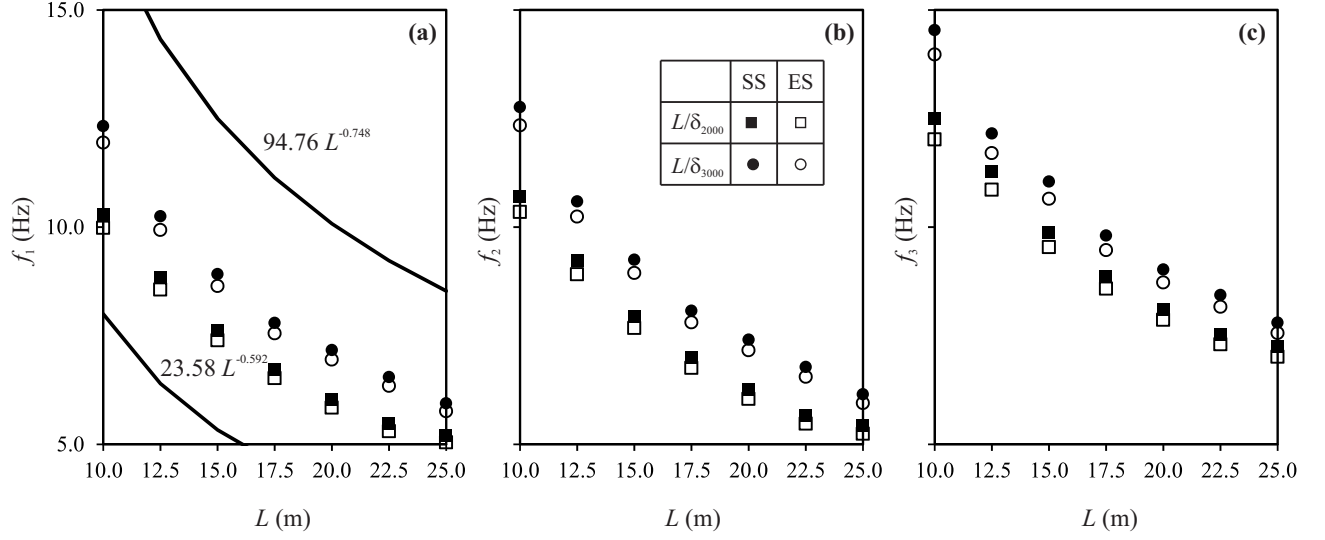 15.0
10.0
5.0
f₁ (Hz)
(a)
94.76 L^-0.748
23.58 L^-0.592
10.0 12.5 15.0 17.5 20.0 22.5 25.0
L (m)
f₂ (Hz)
(b)
SS ES
L/δ₂₀₀₀
L/δ₃₀₀₀
10.0 12.5 15.0 17.5 20.0 22.5 25.0
L (m)
f₃ (Hz)
(c)
10.0 12.5 15.0 17.5 20.0 22.5 25.0
L (m)